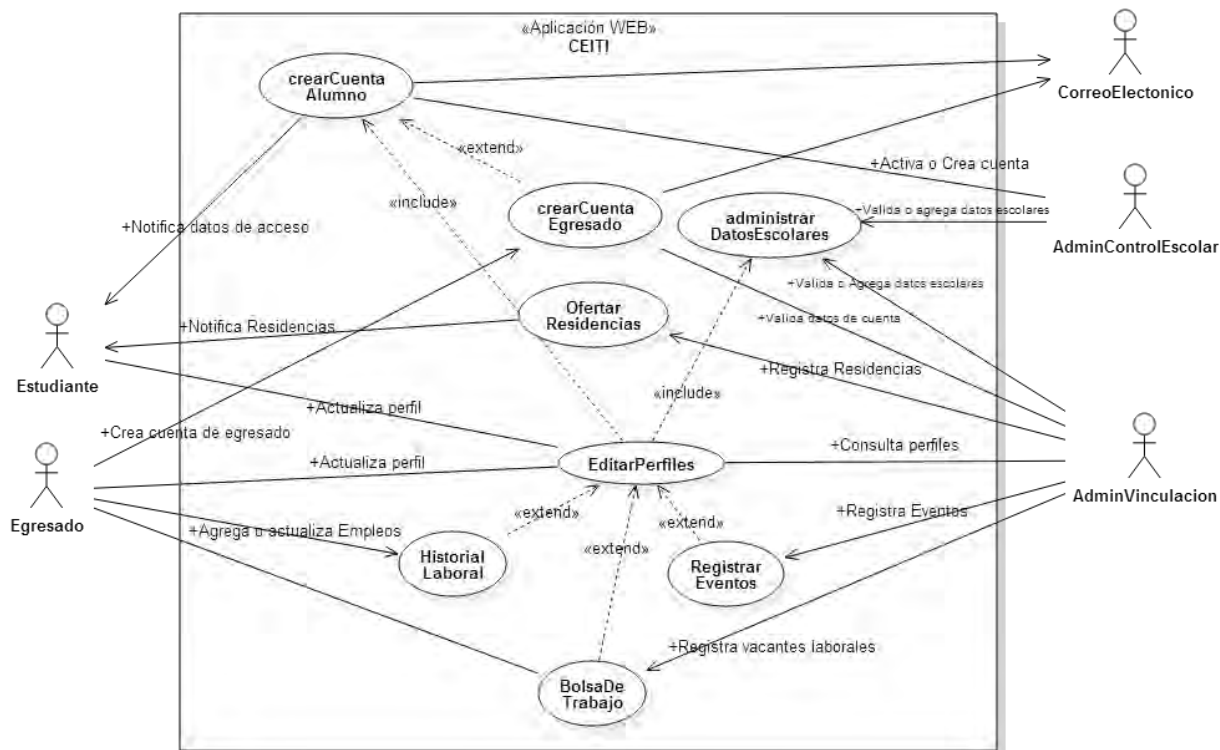 «Aplicación WEB»
CEITI
crearCuenta
Alumno
CorreoElectonico
«extend»
+Activa o Crea cuenta
«include»
crearCuenta
Egresado
administrar
DatosEscolares
+Valida o agrega datos escolares
+Notifica datos de acceso
AdminControlEscolar
+Valida o Agrega datos escolares
Ofertar
Residencias
+Valida datos de cuenta
+Notifica Residencias
+Registra Residencias
Estudiante
«include»
+Actualiza perfil
+Crea cuenta de egresado
+Consulta perfiles
+Actualiza perfil
EditarPerfiles
Egresado
AdminVinculacion
+Agrega o actualiza Empleos
«extend»
«extend»
+Registra Eventos
«extend»
Historial
Laboral
Registrar
Eventos
+Registra vacantes laborales
BolsaDe
Trabajo